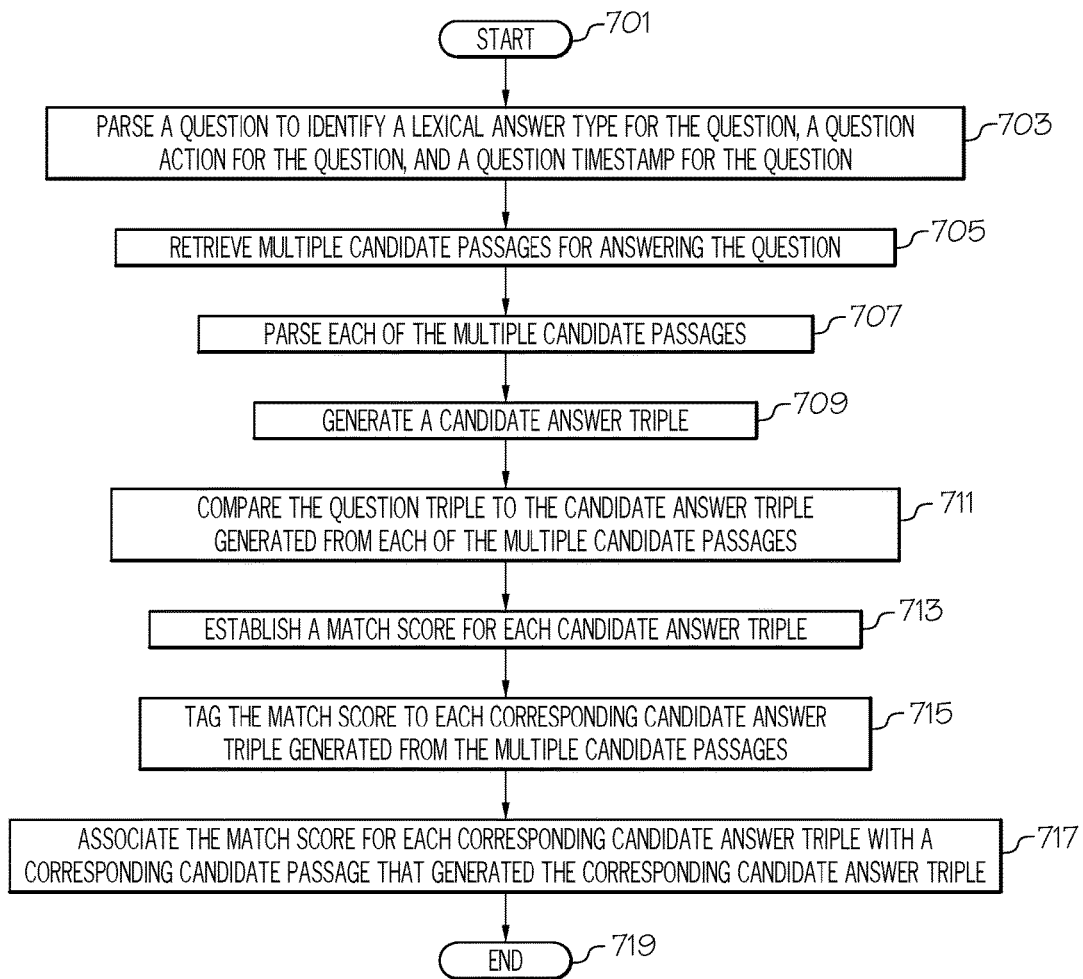 START
701
PARSE A QUESTION TO IDENTIFY A LEXICAL ANSWER TYPE FOR THE QUESTION, A QUESTION
ACTION FOR THE QUESTION, AND A QUESTION TIMESTAMP FOR THE QUESTION
703
RETRIEVE MULTIPLE CANDIDATE PASSAGES FOR ANSWERING THE QUESTION
705
PARSE EACH OF THE MULTIPLE CANDIDATE PASSAGES
707
GENERATE A CANDIDATE ANSWER TRIPLE
709
COMPARE THE QUESTION TRIPLE TO THE CANDIDATE ANSWER TRIPLE
GENERATED FROM EACH OF THE MULTIPLE CANDIDATE PASSAGES
711
ESTABLISH A MATCH SCORE FOR EACH CANDIDATE ANSWER TRIPLE
713
TAG THE MATCH SCORE TO EACH CORRESPONDING CANDIDATE ANSWER
TRIPLE GENERATED FROM THE MULTIPLE CANDIDATE PASSAGES
715
ASSOCIATE THE MATCH SCORE FOR EACH CORRESPONDING CANDIDATE ANSWER TRIPLE WITH A
CORRESPONDING CANDIDATE PASSAGE THAT GENERATED THE CORRESPONDING CANDIDATE ANSWER TRIPLE
717
END
719